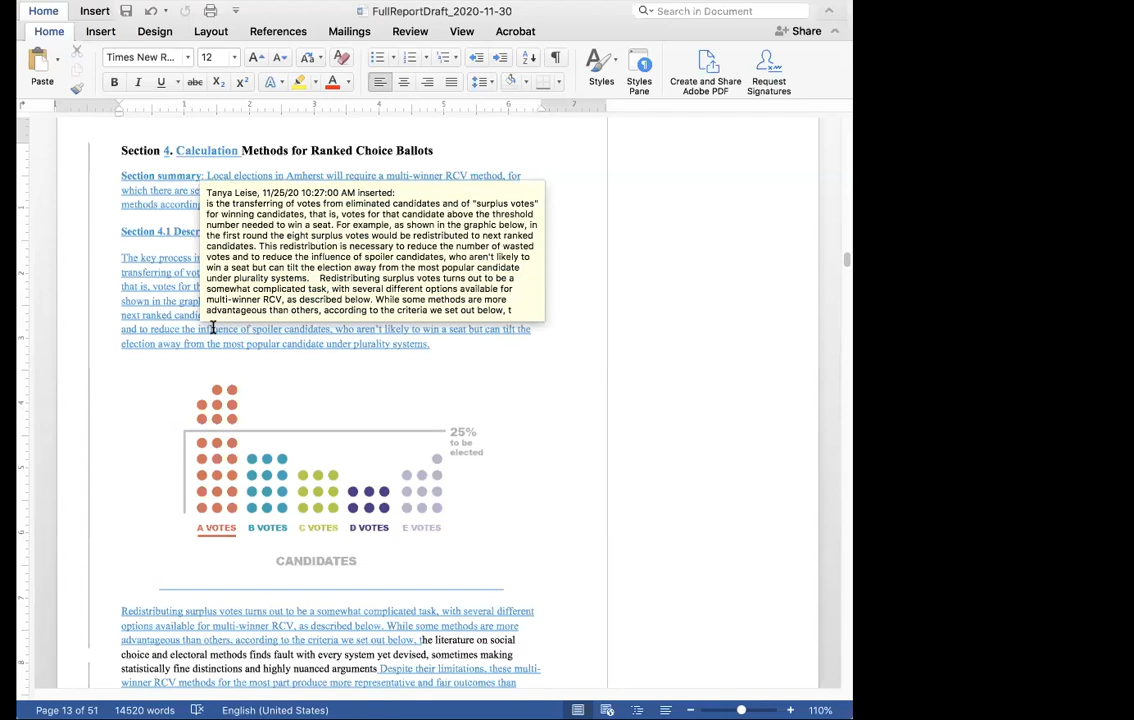 Home Insert FullReportDraft_2020-11-30 Search in Document
Home Insert Design Layout References Mailings Review View Acrobat Share
Paste Times New R... 12 Styles Styles Pane Create and Share Adobe PDF Request Signatures
1 1 2 3 4 5 6 7
Section 4. Calculation Methods for Ranked Choice Ballots
Section summary: Local elections in Amherst will require a multi-winner RCV method, for
which there are se
methods accordin
Section 4.1 Descr
The key process i
transferring of vot
that is, votes for t
shown in the grap
next ranked candi
Tanya Leise, 11/25/20 10:27:00 AM inserted:
is the transferring of votes from eliminated candidates and of "surplus votes"
for winning candidates, that is, votes for that candidate above the threshold
number needed to win a seat. For example, as shown in the graphic below, in
the first round the eight surplus votes would be redistributed to next ranked
candidates. This redistribution is necessary to reduce the number of wasted
votes and to reduce the influence of spoiler candidates, who aren't likely to
win a seat but can tilt the election away from the most popular candidate
under plurality systems. Redistributing surplus votes turns out to be a
somewhat complicated task, with several different options available for
multi-winner RCV, as described below. While some methods are more
advantageous than others, according to the criteria we set out below, t
and to reduce the influence of spoiler candidates, who aren't likely to win a seat but can tilt the
election away from the most popular candidate under plurality systems.
25%
to be
elected
A VOTES B VOTES C VOTES D VOTES E VOTES
CANDIDATES
Redistributing surplus votes turns out to be a somewhat complicated task, with several different
options available for multi-winner RCV, as described below. While some methods are more
advantageous than others, according to the criteria we set out below, the literature on social
choice and electoral methods finds fault with every system yet devised, sometimes making
statistically fine distinctions and highly nuanced arguments Despite their limitations, these multi-
winner RCV methods for the most part produce more representative and fair outcomes than
Page 13 of 51 14520 words English (United States) 110%